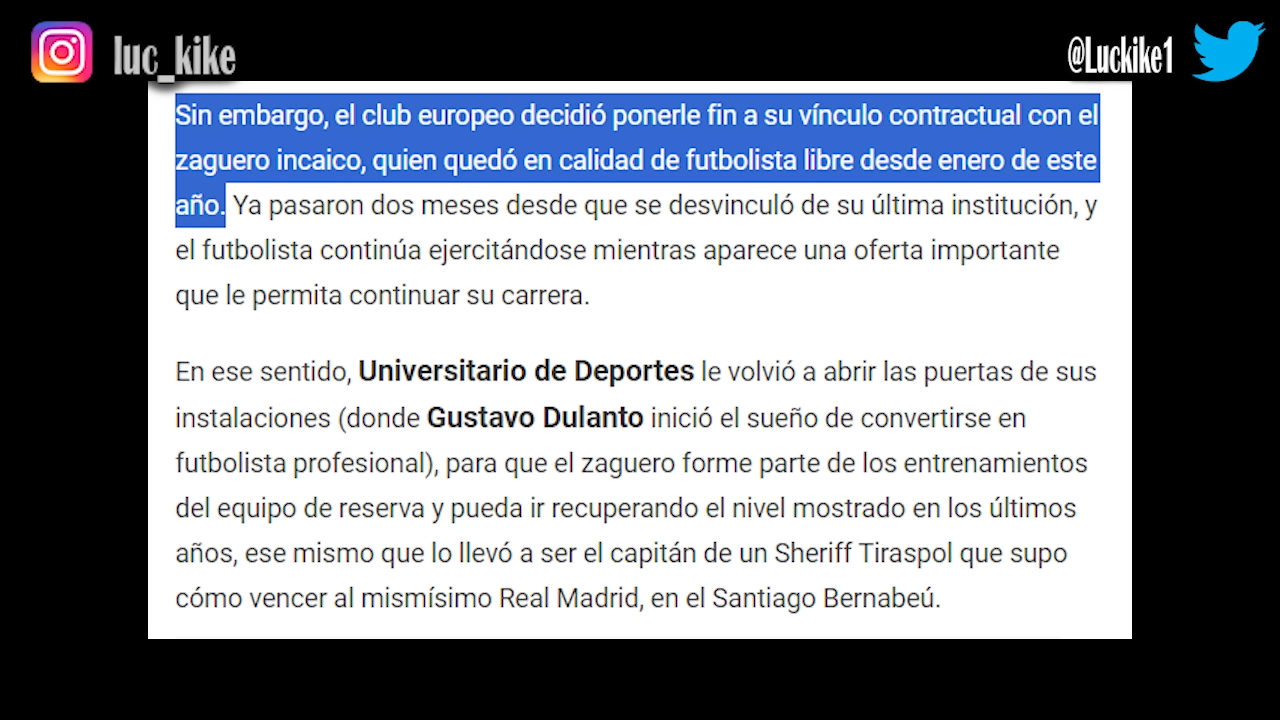 luc_kike
@Luckike1
Sin embargo, el club europeo decidió ponerle fin a su vínculo contractual con el
zaguero incaico, quien quedó en calidad de futbolista libre desde enero de este
año. Ya pasaron dos meses desde que se desvinculó de su última institución, y
el futbolista continúa ejercitándose mientras aparece una oferta importante
que le permita continuar su carrera.
En ese sentido, Universitario de Deportes le volvió a abrir las puertas de sus
instalaciones (donde Gustavo Dulanto inició el sueño de convertirse en
futbolista profesional), para que el zaguero forme parte de los entrenamientos
del equipo de reserva y pueda ir recuperando el nivel mostrado en los últimos
años, ese mismo que lo llevó a ser el capitán de un Sheriff Tiraspol que supo
cómo vencer al mismísimo Real Madrid, en el Santiago Bernabeú.